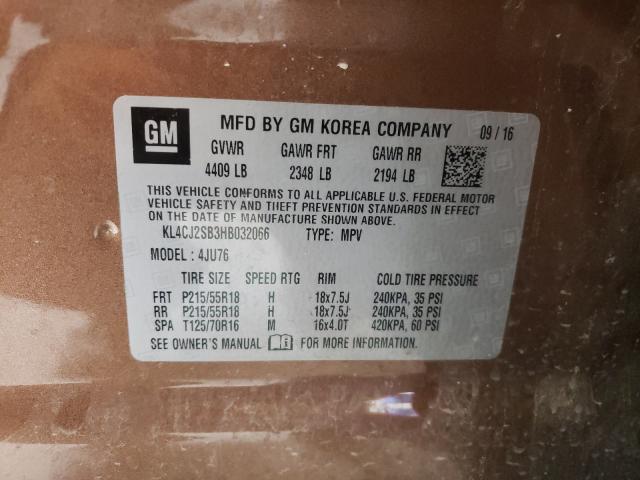 GM MFD BY GM KOREA COMPANY 09 / 16
GVWR GAWR FRT GAWR RR
4409 LB 2348 LB 2194 LB
THIS VEHICLE CONFORMS TO ALL APPLICABLE U.S. FEDERAL MOTOR
VEHICLE SAFETY AND THEFT PREVENTION STANDARDS IN EFFECT
ON THE DATE OF MANUFACTURE SHOWN ABOVE.
KL4CJ2SB3HB032066 TYPE: MPV
MODEL : 4JU76
TIRE SIZE SPEED RTG RIM COLD TIRE PRESSURE
FRT P215/55R18 H 18x7.5J 240KPA, 35 PSI
RR P215/55R18 H 18x7.5J 240KPA, 35 PSI
SPA T125/70R16 M 16x4.0T 420KPA, 60 PSI
SEE OWNER'S MANUAL FOR MORE INFORMATION.